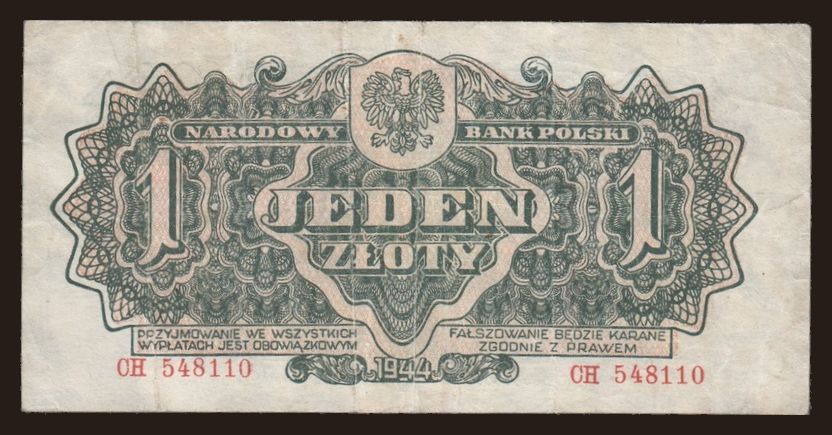 NARODOWY BANK POLSKI
1 JEDEN 1
ZŁOTY
PRZYJMOWANIE WE WSZYSTKICH
WYPŁATACH JEST OBOWIĄZKOWYM
FAŁSZOWANIE BĘDZIE KARANE
ZGODNIE Z PRAWEM
CH 548110
1944
CH 548110